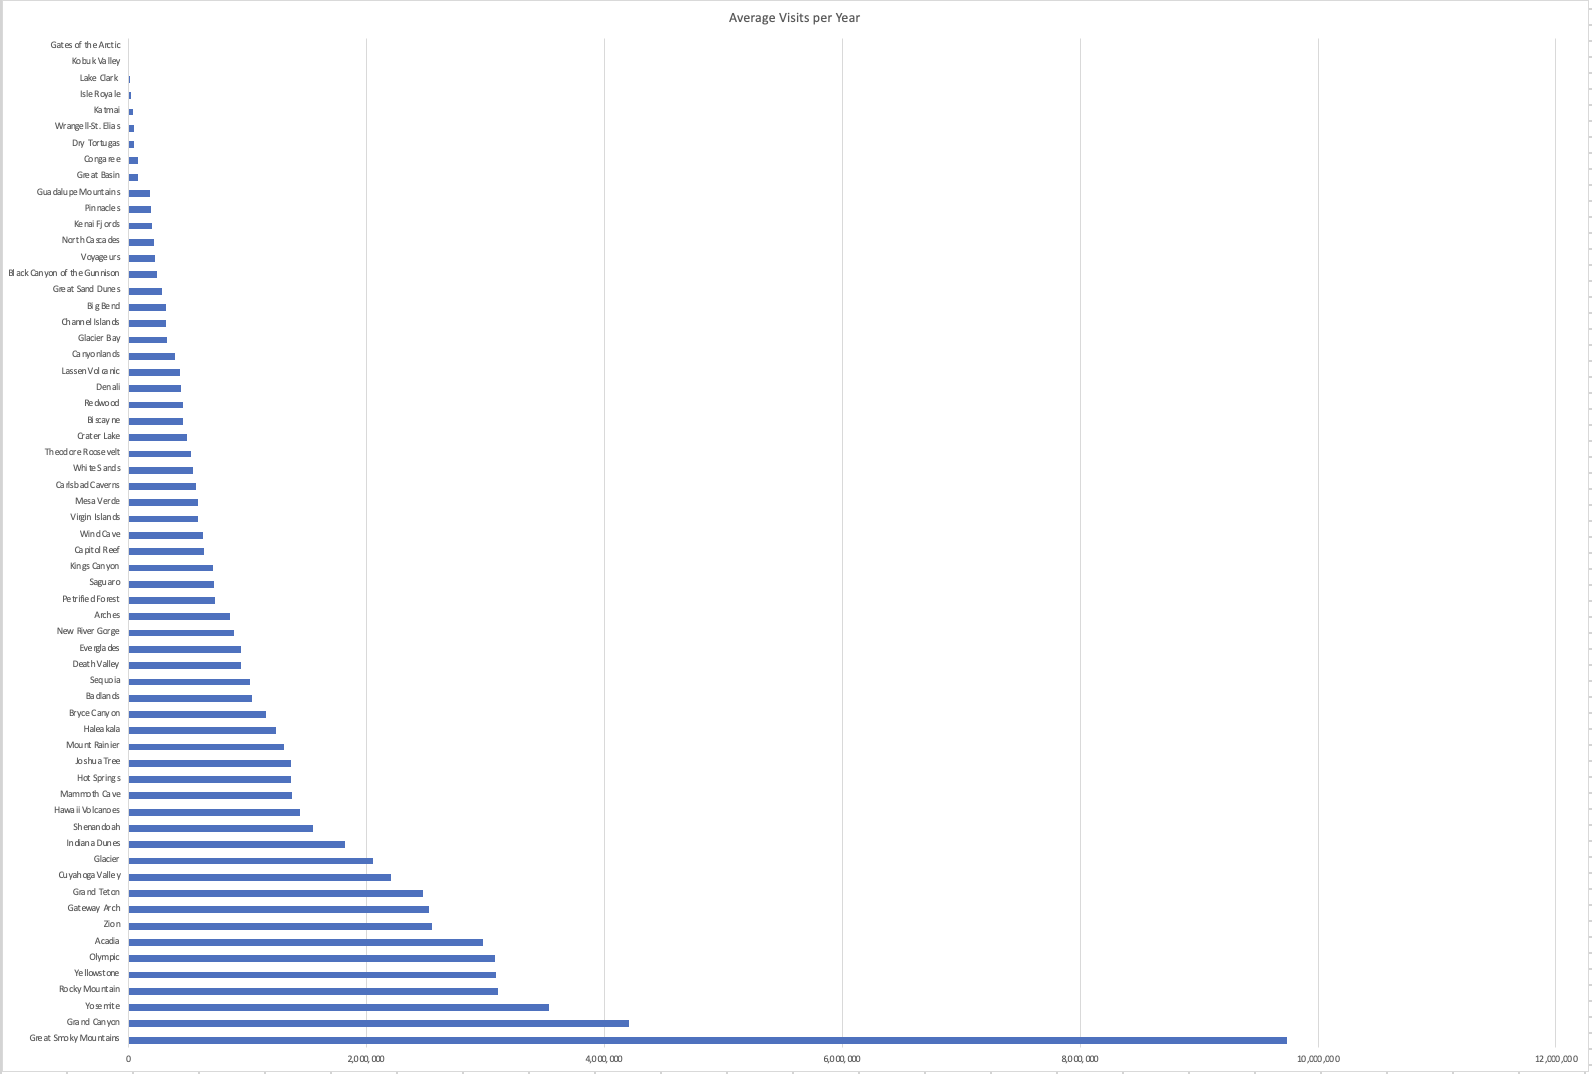 Average Visits per Year
Gates of the Arctic
Kobuk Valley
Lake Clark
Isle Royale
Katmai
Wrangell-St. Elias
Dry Tortugas
Congaree
Great Basin
Guadalupe Mountains
Pinnacles
Kenai Fjords
North Cascades
Voyageurs
Black Canyon of the Gunnison
Great Sand Dunes
Big Bend
Channel Islands
Glacier Bay
Canyonlands
Lassen Volcanic
Denali
Redwood
Biscayne
Crater Lake
Theodore Roosevelt
White Sands
Carlsbad Caverns
Mesa Verde
Virgin Islands
Wind Cave
Capitol Reef
Kings Canyon
Saguaro
Petrified Forest
Arches
New River Gorge
Everglades
Death Valley
Sequoia
Badlands
Bryce Canyon
Haleakala
Mount Rainier
Joshua Tree
Hot Springs
Mammoth Cave
Hawaii Volcanoes
Shenandoah
Indiana Dunes
Glacier
Cuyahoga Valley
Grand Teton
Gateway Arch
Zion
Acadia
Olympic
Yellowstone
Rocky Mountain
Yosemite
Grand Canyon
Great Smoky Mountains
0 2,000,000 4,000,000 6,000,000 8,000,000 10,000,000 12,000,000